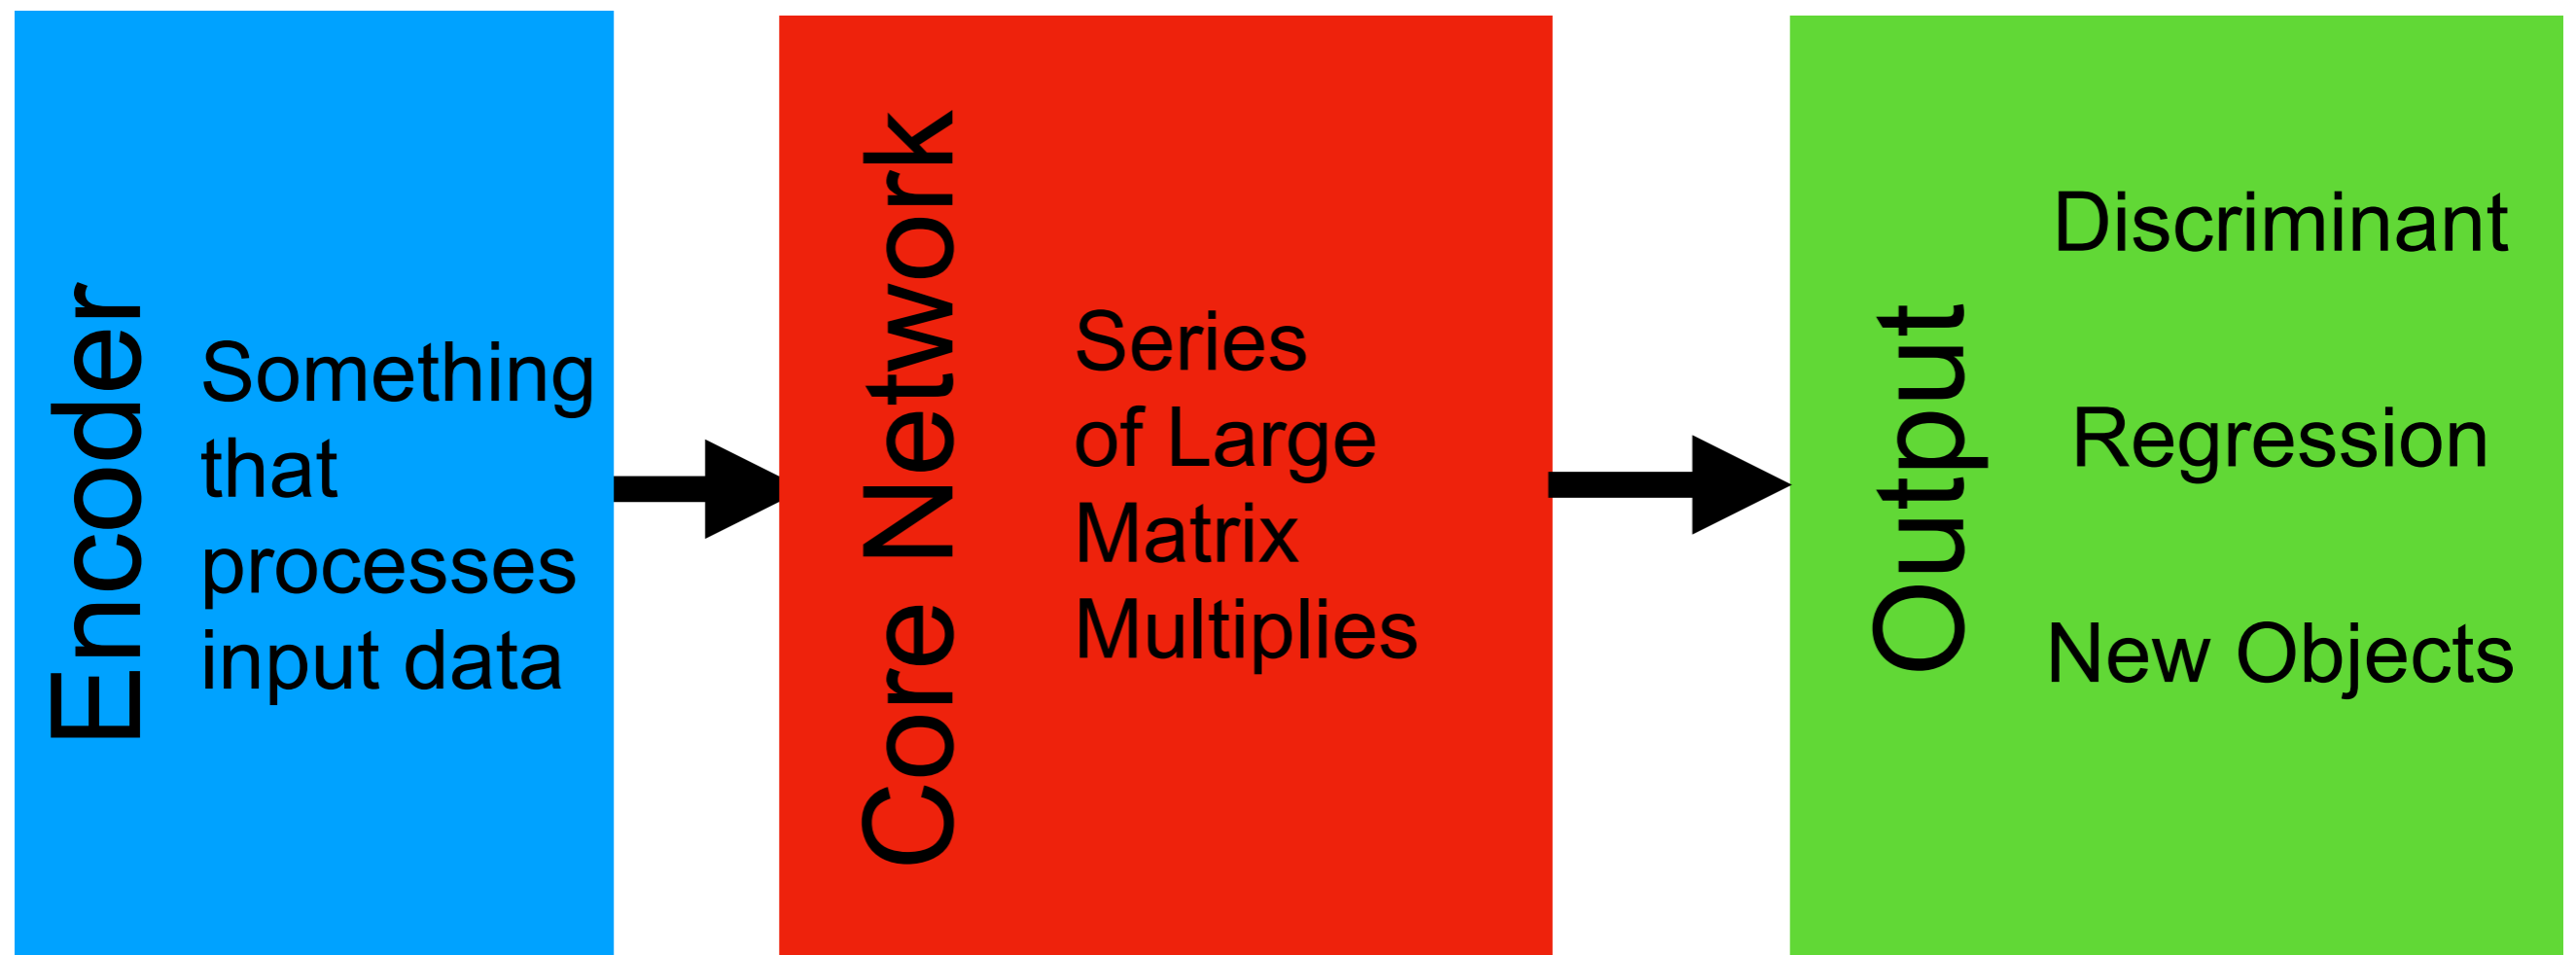 Encoder
Something
that
processes
input data
Core Network
Series
of Large
Matrix
Multiplies
Output
Discriminant
Regression
New Objects